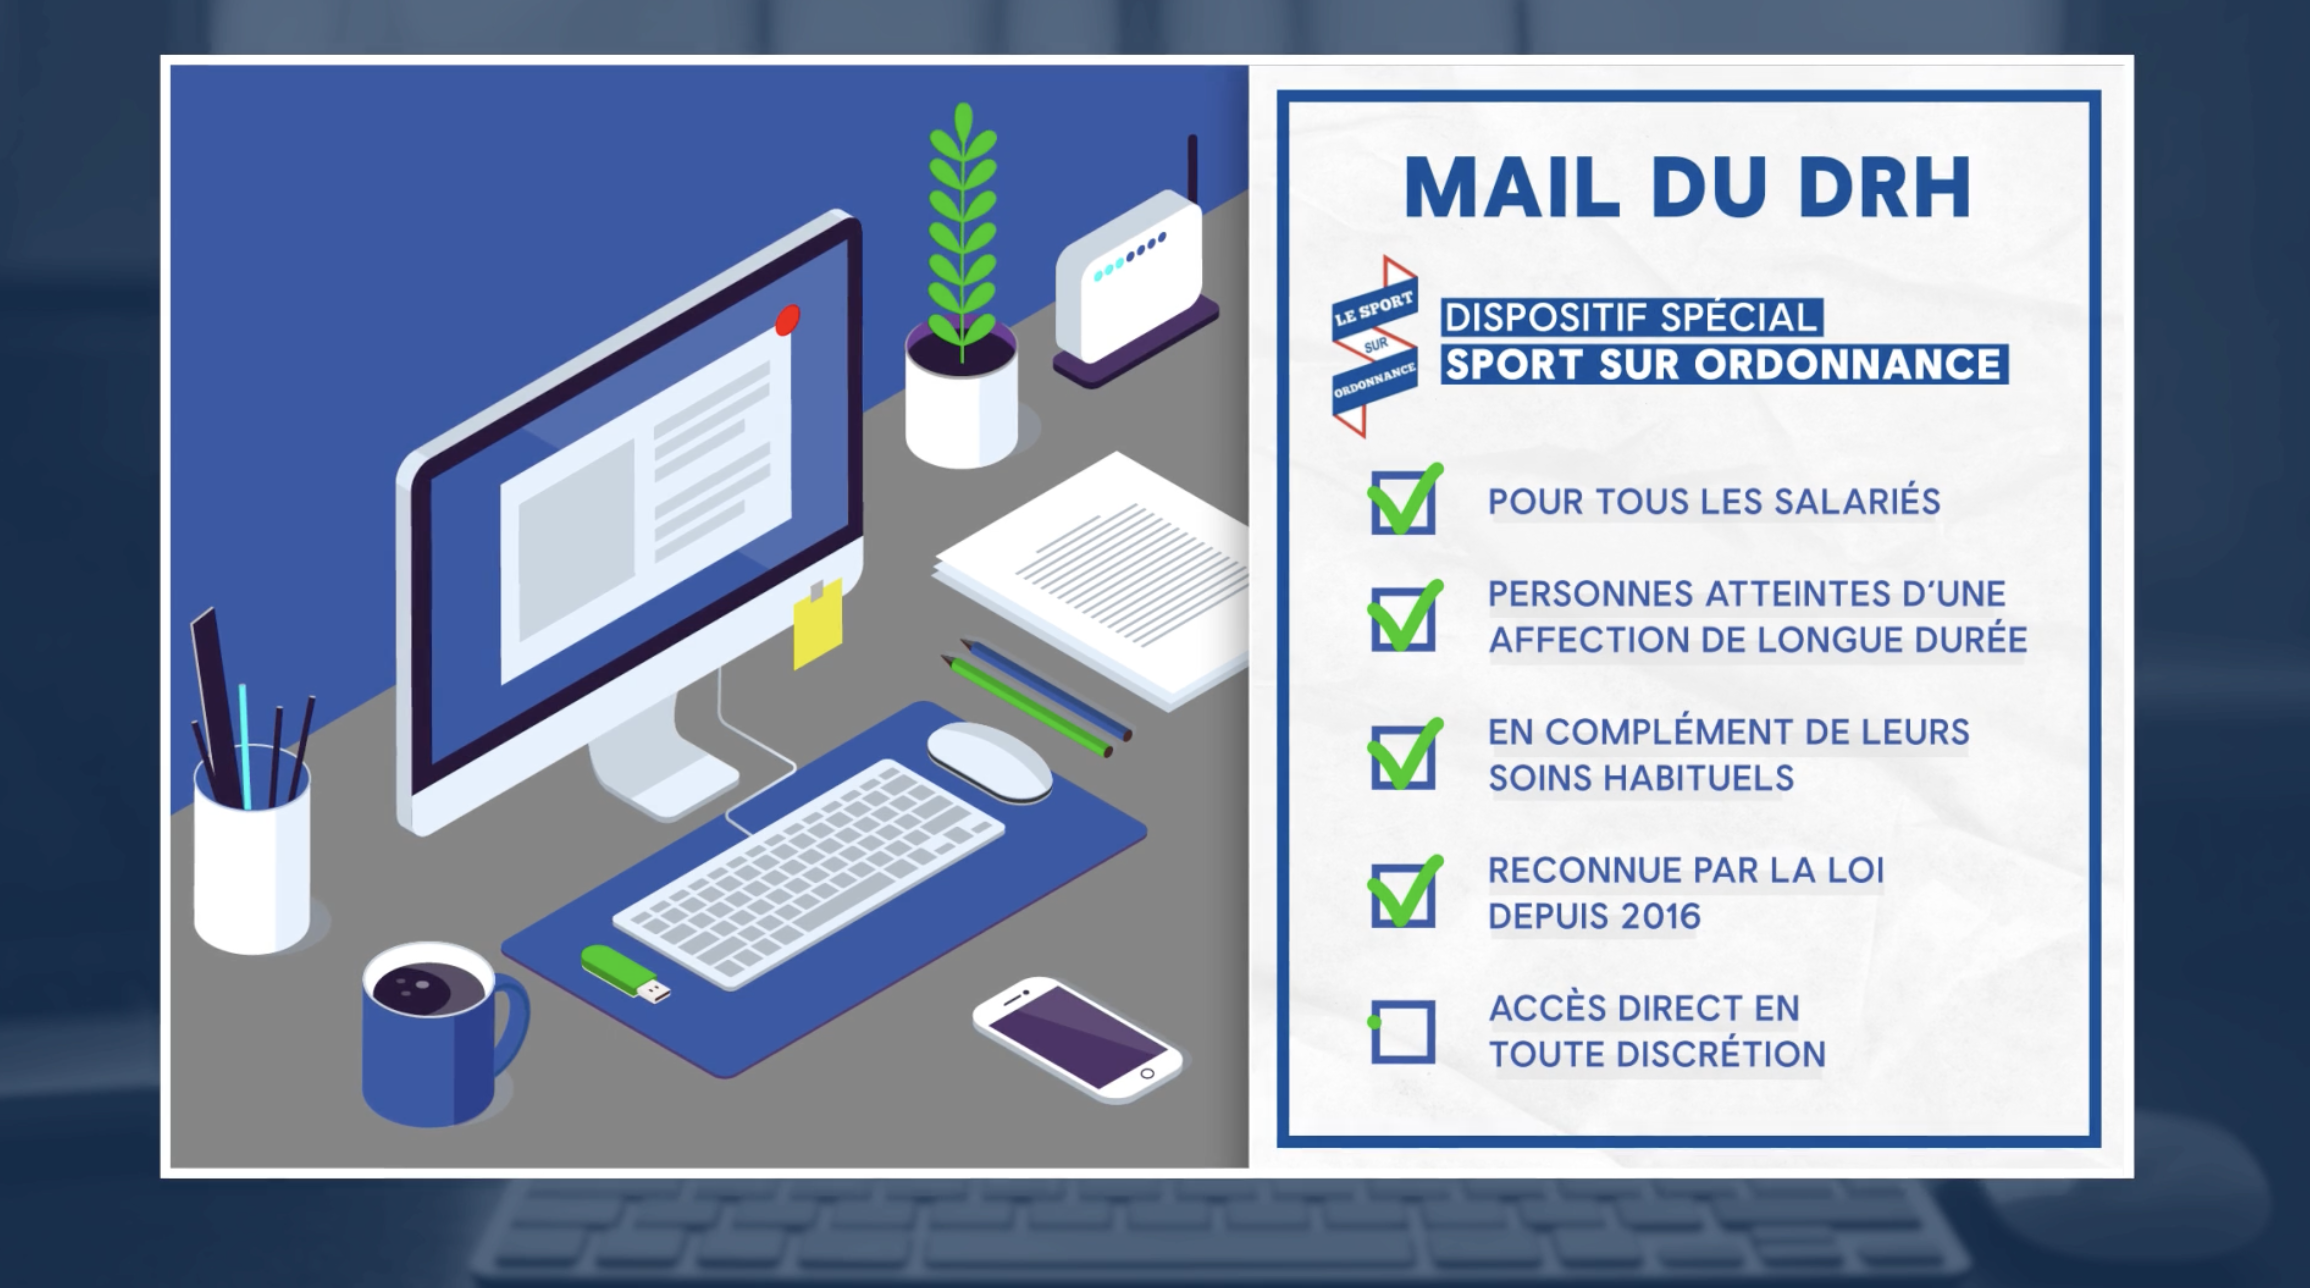 MAIL DU DRH
LE SPORT
SUR
ORDONNANCE
DISPOSITIF SPÉCIAL
SPORT SUR ORDONNANCE
POUR TOUS LES SALARIÉS
PERSONNES ATTEINTES D'UNE
AFFECTION DE LONGUE DURÉE
EN COMPLÉMENT DE LEURS
SOINS HABITUELS
RECONNUE PAR LA LOI
DEPUIS 2016
ACCÈS DIRECT EN
TOUTE DISCRÉTION